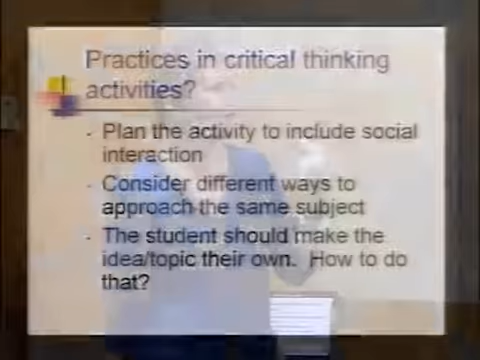 Practices in critical thinking
activities?
- Plan the activity to include social
interaction
- Consider different ways to
approach the same subject
- The student should make the
idea/topic their own. How to do
that?